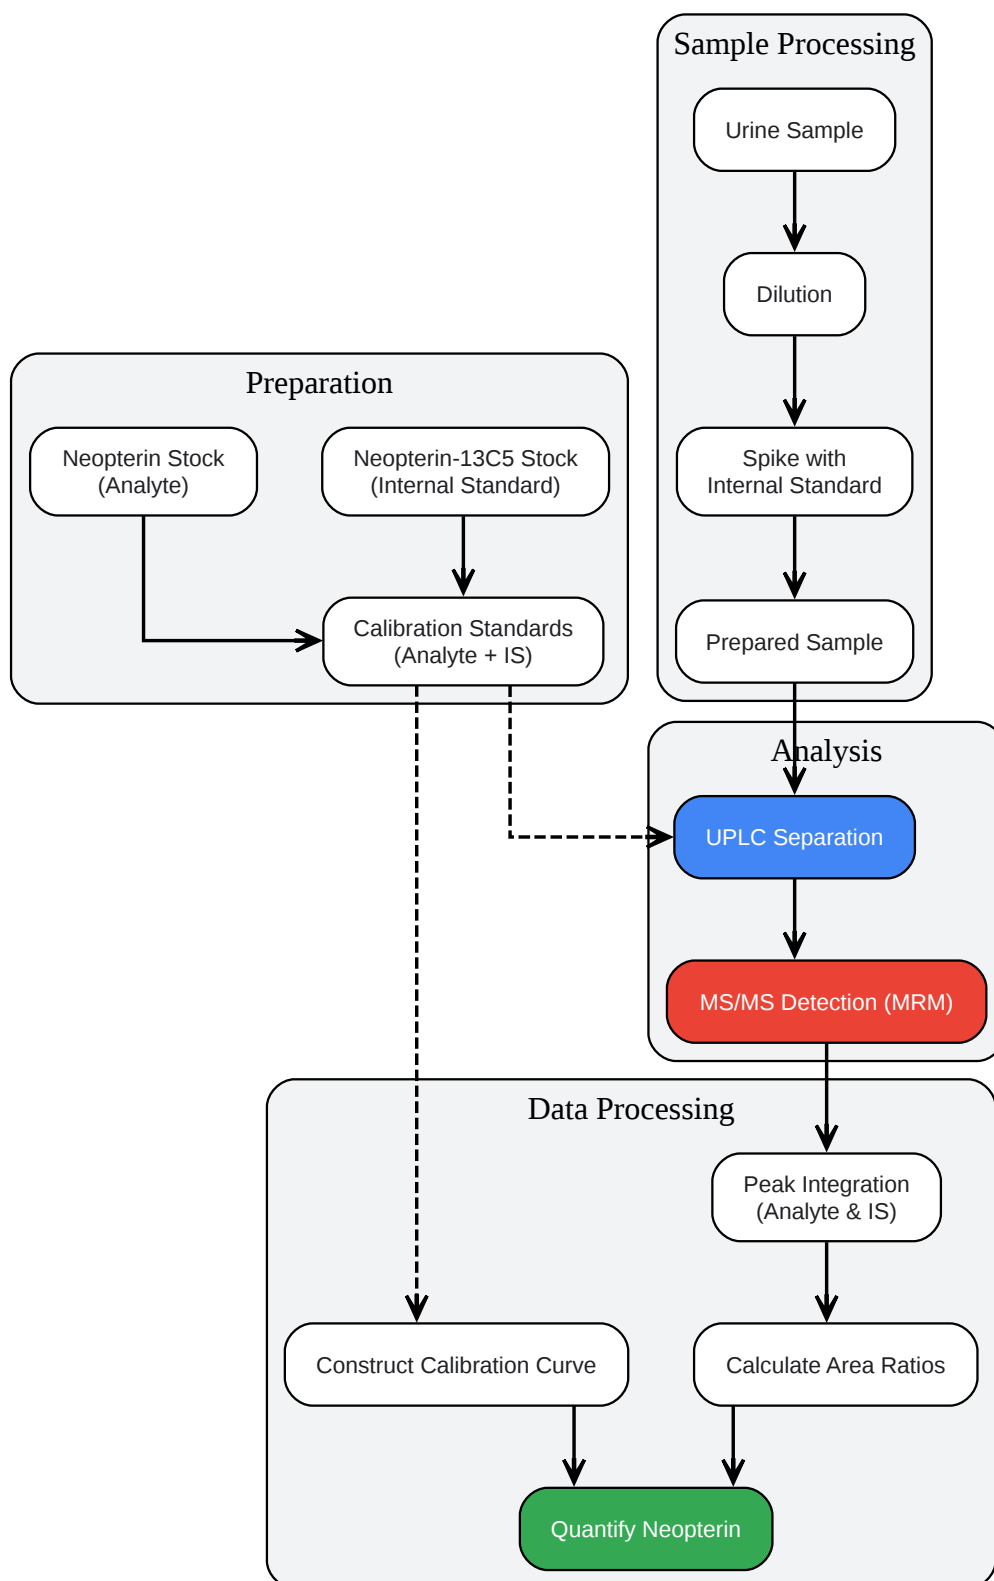 Sample Processing
Urine Sample
Dilution
Spike with
Internal Standard
Prepared Sample
Preparation
Neopterin Stock
(Analyte)
Neopterin-13C5 Stock
(Internal Standard)
Calibration Standards
(Analyte + IS)
Analysis
UPLC Separation
MS/MS Detection (MRM)
Data Processing
Peak Integration
(Analyte & IS)
Construct Calibration Curve
Calculate Area Ratios
Quantify Neopterin